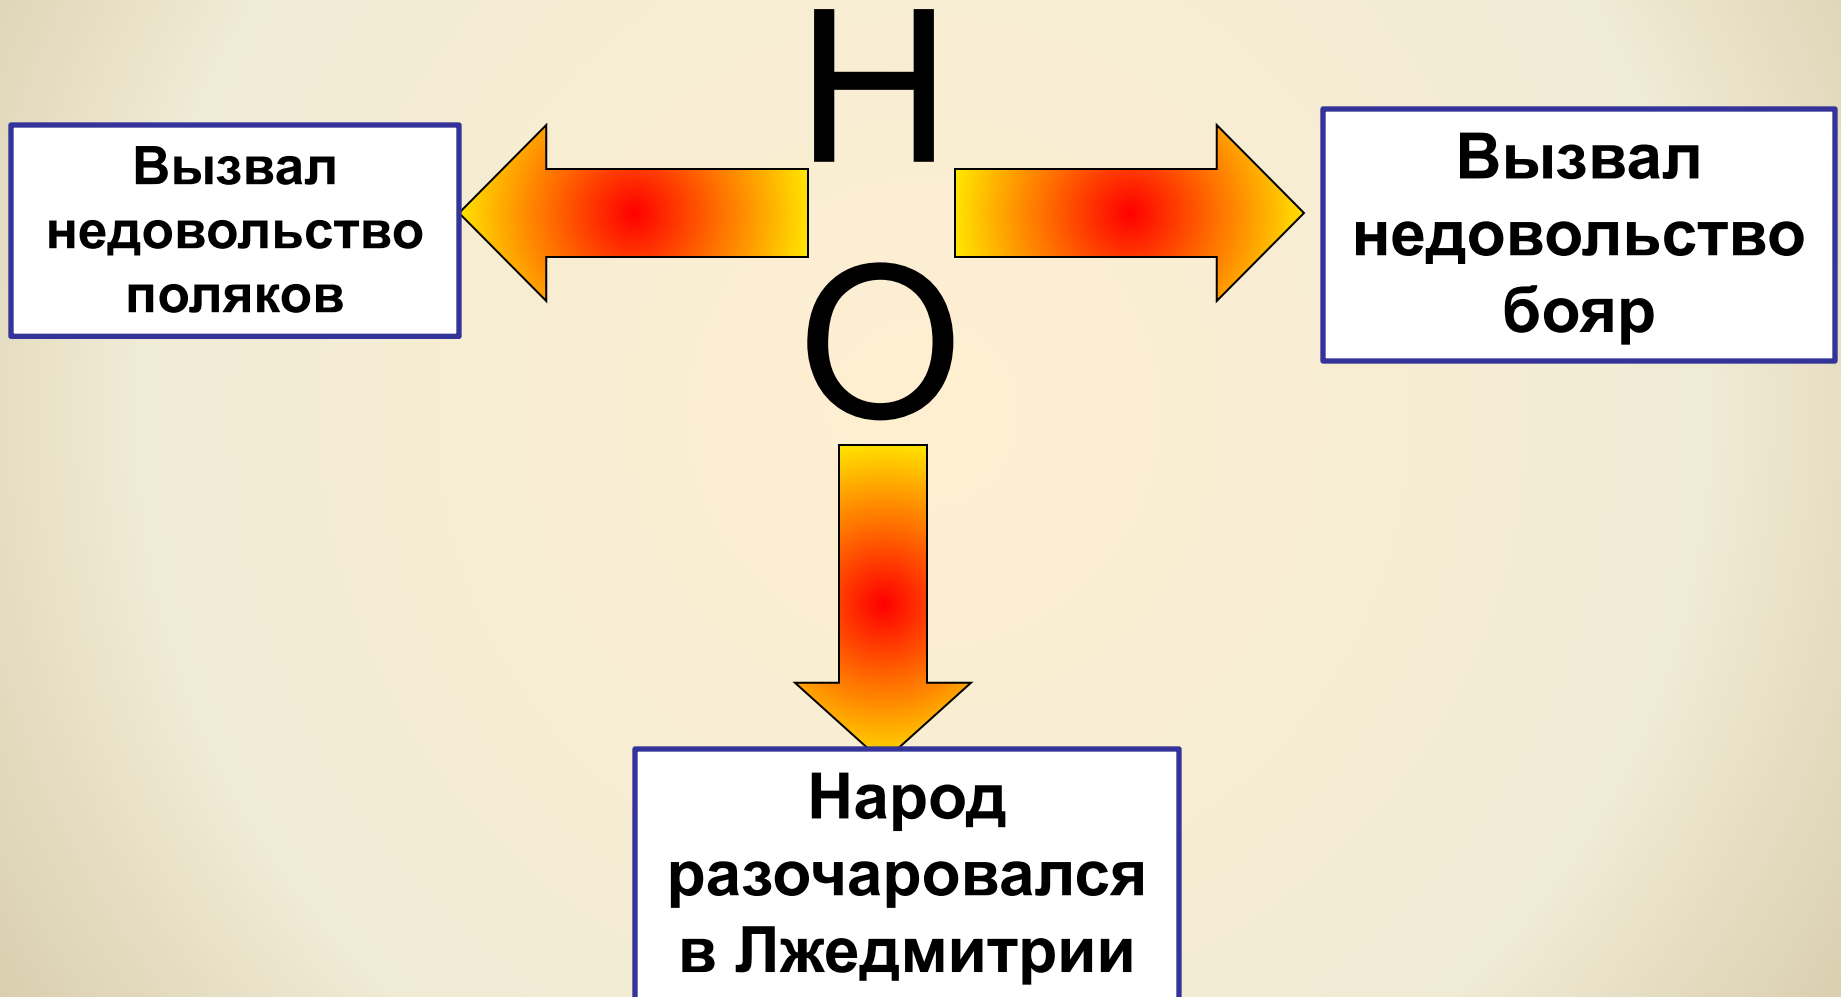 Н
О
Вызвал
недовольство
поляков
Вызвал
недовольство
бояр
Народ
разочаровался
в Лжедмитрии